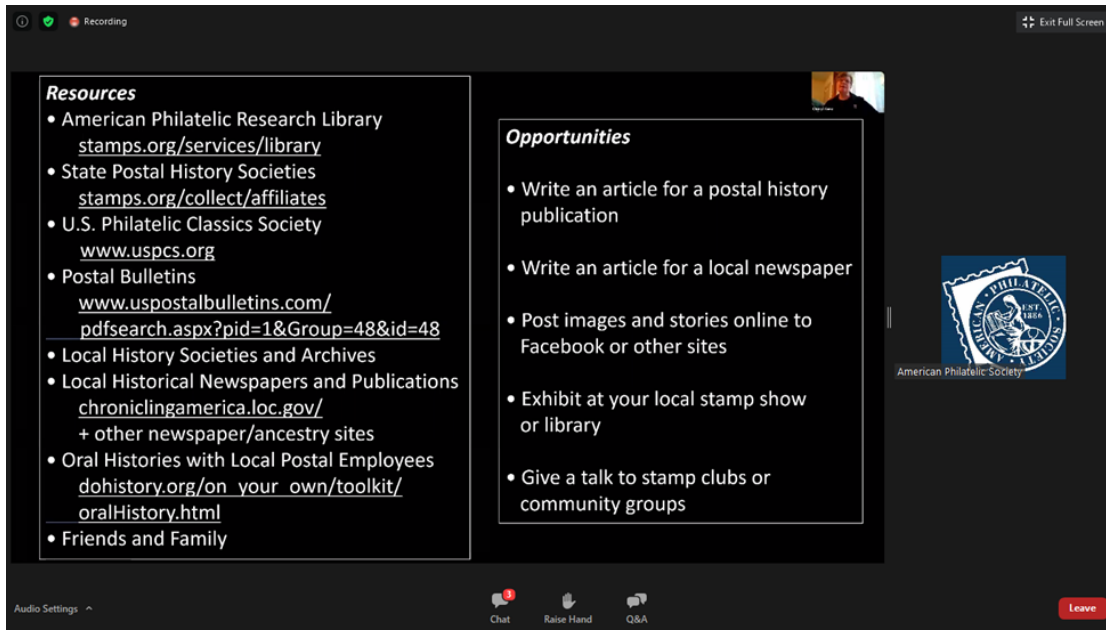 Recording
Exit Full Screen
Resources
• American Philatelic Research Library
stamps.org/services/library
• State Postal History Societies
stamps.org/collect/affiliates
• U.S. Philatelic Classics Society
www.uspcs.org
• Postal Bulletins
www.uspostalbulletins.com/
pdfsearch.aspx?pid=1&Group=48&id=48
• Local History Societies and Archives
• Local Historical Newspapers and Publications
chroniclingamerica.loc.gov/
+ other newspaper/ancestry sites
• Oral Histories with Local Postal Employees
dohistory.org/on_your_own/toolkit/
oralHistory.html
• Friends and Family
Opportunities
• Write an article for a postal history
publication
• Write an article for a local newspaper
• Post images and stories online to
Facebook or other sites
• Exhibit at your local stamp show
or library
• Give a talk to stamp clubs or
community groups
AMERICAN PHILATELIC SOCIETY
EST.
1886
American Philatelic Society
Audio Settings
3
Chat
Raise Hand
Q&A
Leave